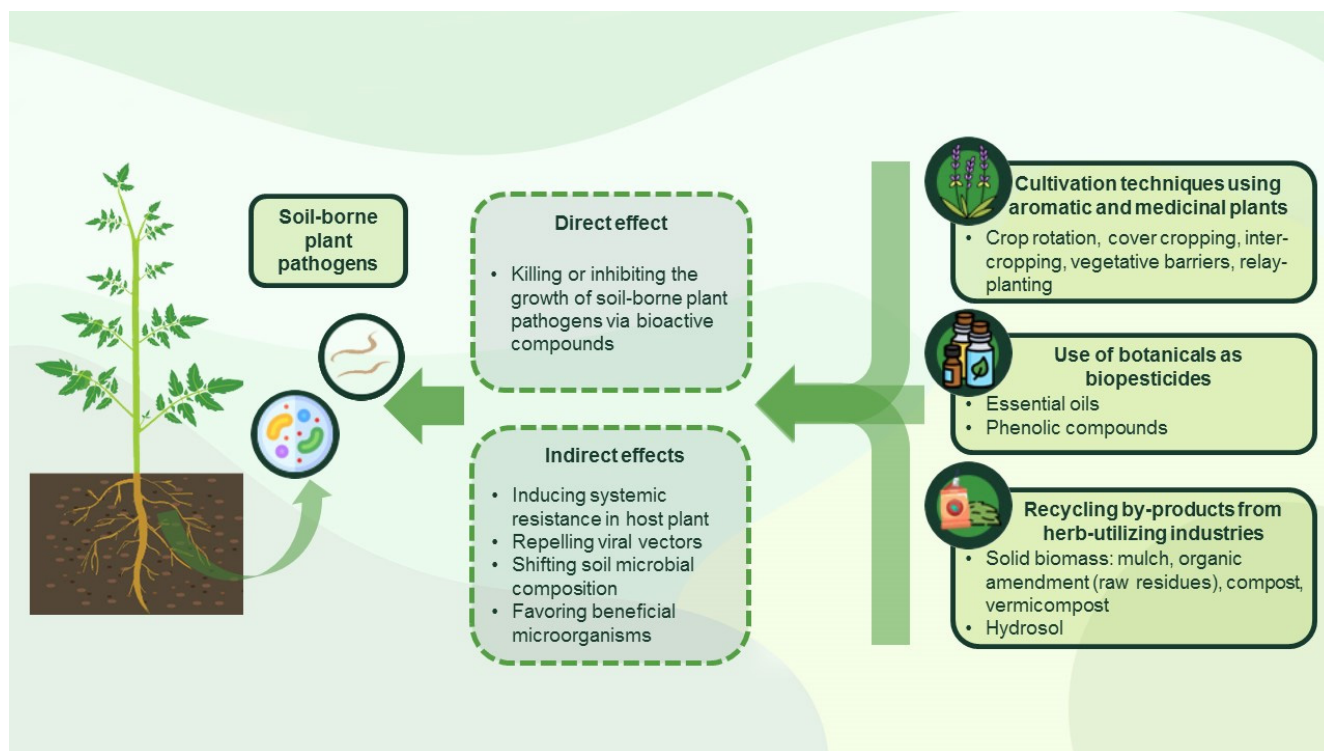 Soil-borne
plant
pathogens
Direct effect
• Killing or inhibiting the
growth of soil-borne plant
pathogens via bioactive
compounds
Indirect effects
• Inducing systemic
resistance in host plant
• Repelling viral vectors
• Shifting soil microbial
composition
• Favoring beneficial
microorganisms
Cultivation techniques using
aromatic and medicinal plants
• Crop rotation, cover cropping, inter-
cropping, vegetative barriers, relay-
planting
Use of botanicals as
biopesticides
• Essential oils
• Phenolic compounds
Recycling by-products from
herb-utilizing industries
• Solid biomass: mulch, organic
amendment (raw residues), compost,
vermicompost
• Hydrosol